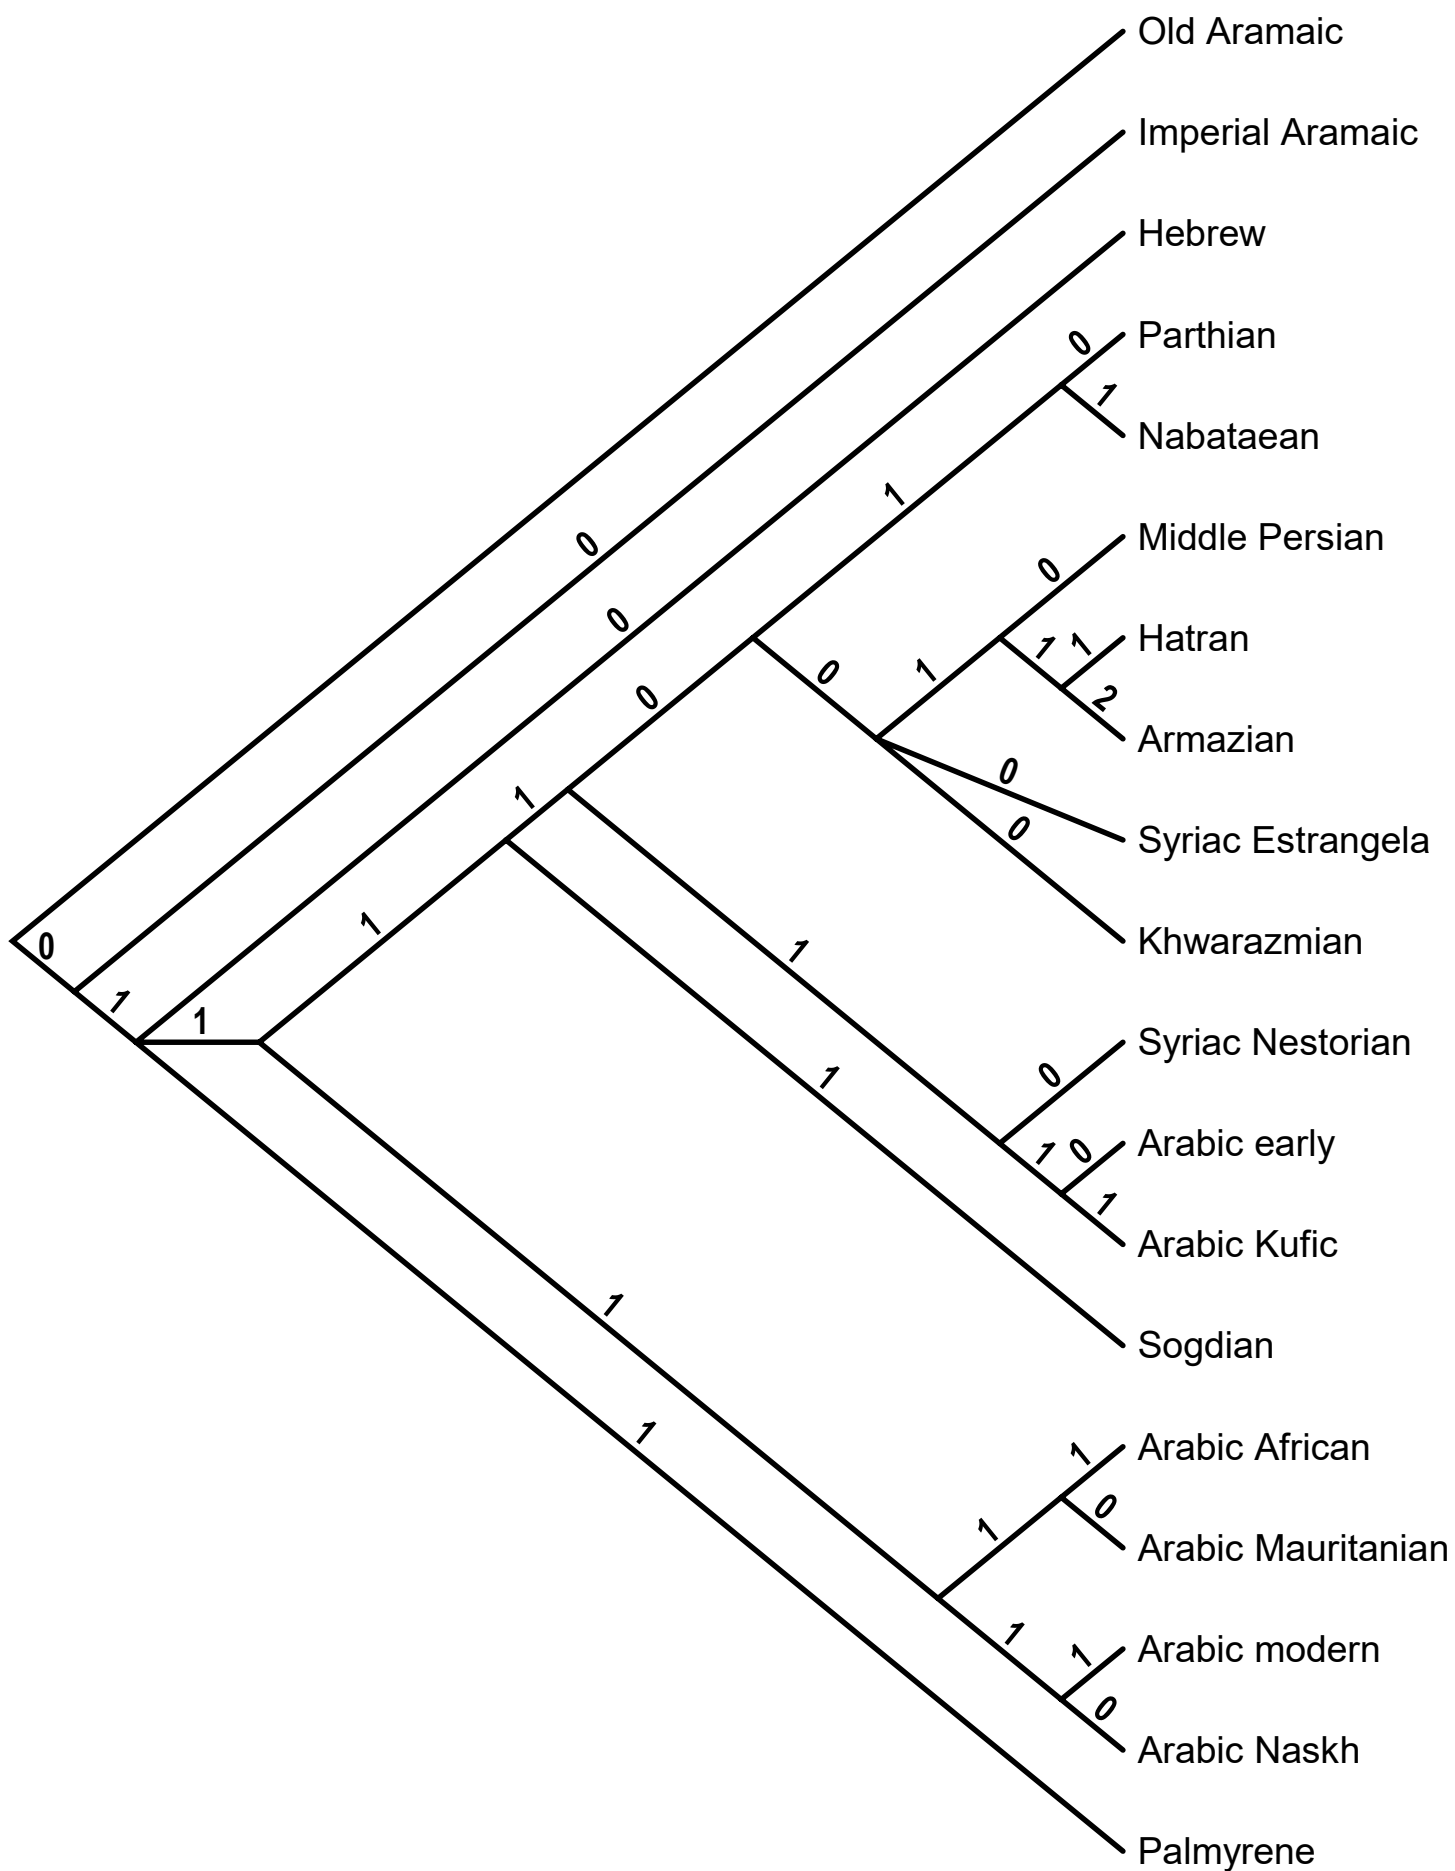 Old Aramaic
Imperial Aramaic
Hebrew
0
Parthian
1
Nabataean
1
0
Middle Persian
0
1
1
Hatran
0
0
1
2
0
Armazian
0
1
Syriac Estrangela
0
1
0
1
Khwarazmian
1
1
1
Syriac Nestorian
0
1
1
0
Arabic early
1
Arabic Kufic
1
Sogdian
1
1
Arabic African
1
0
Arabic Mauritanian
1
1
Arabic modern
0
Arabic Naskh
Palmyrene